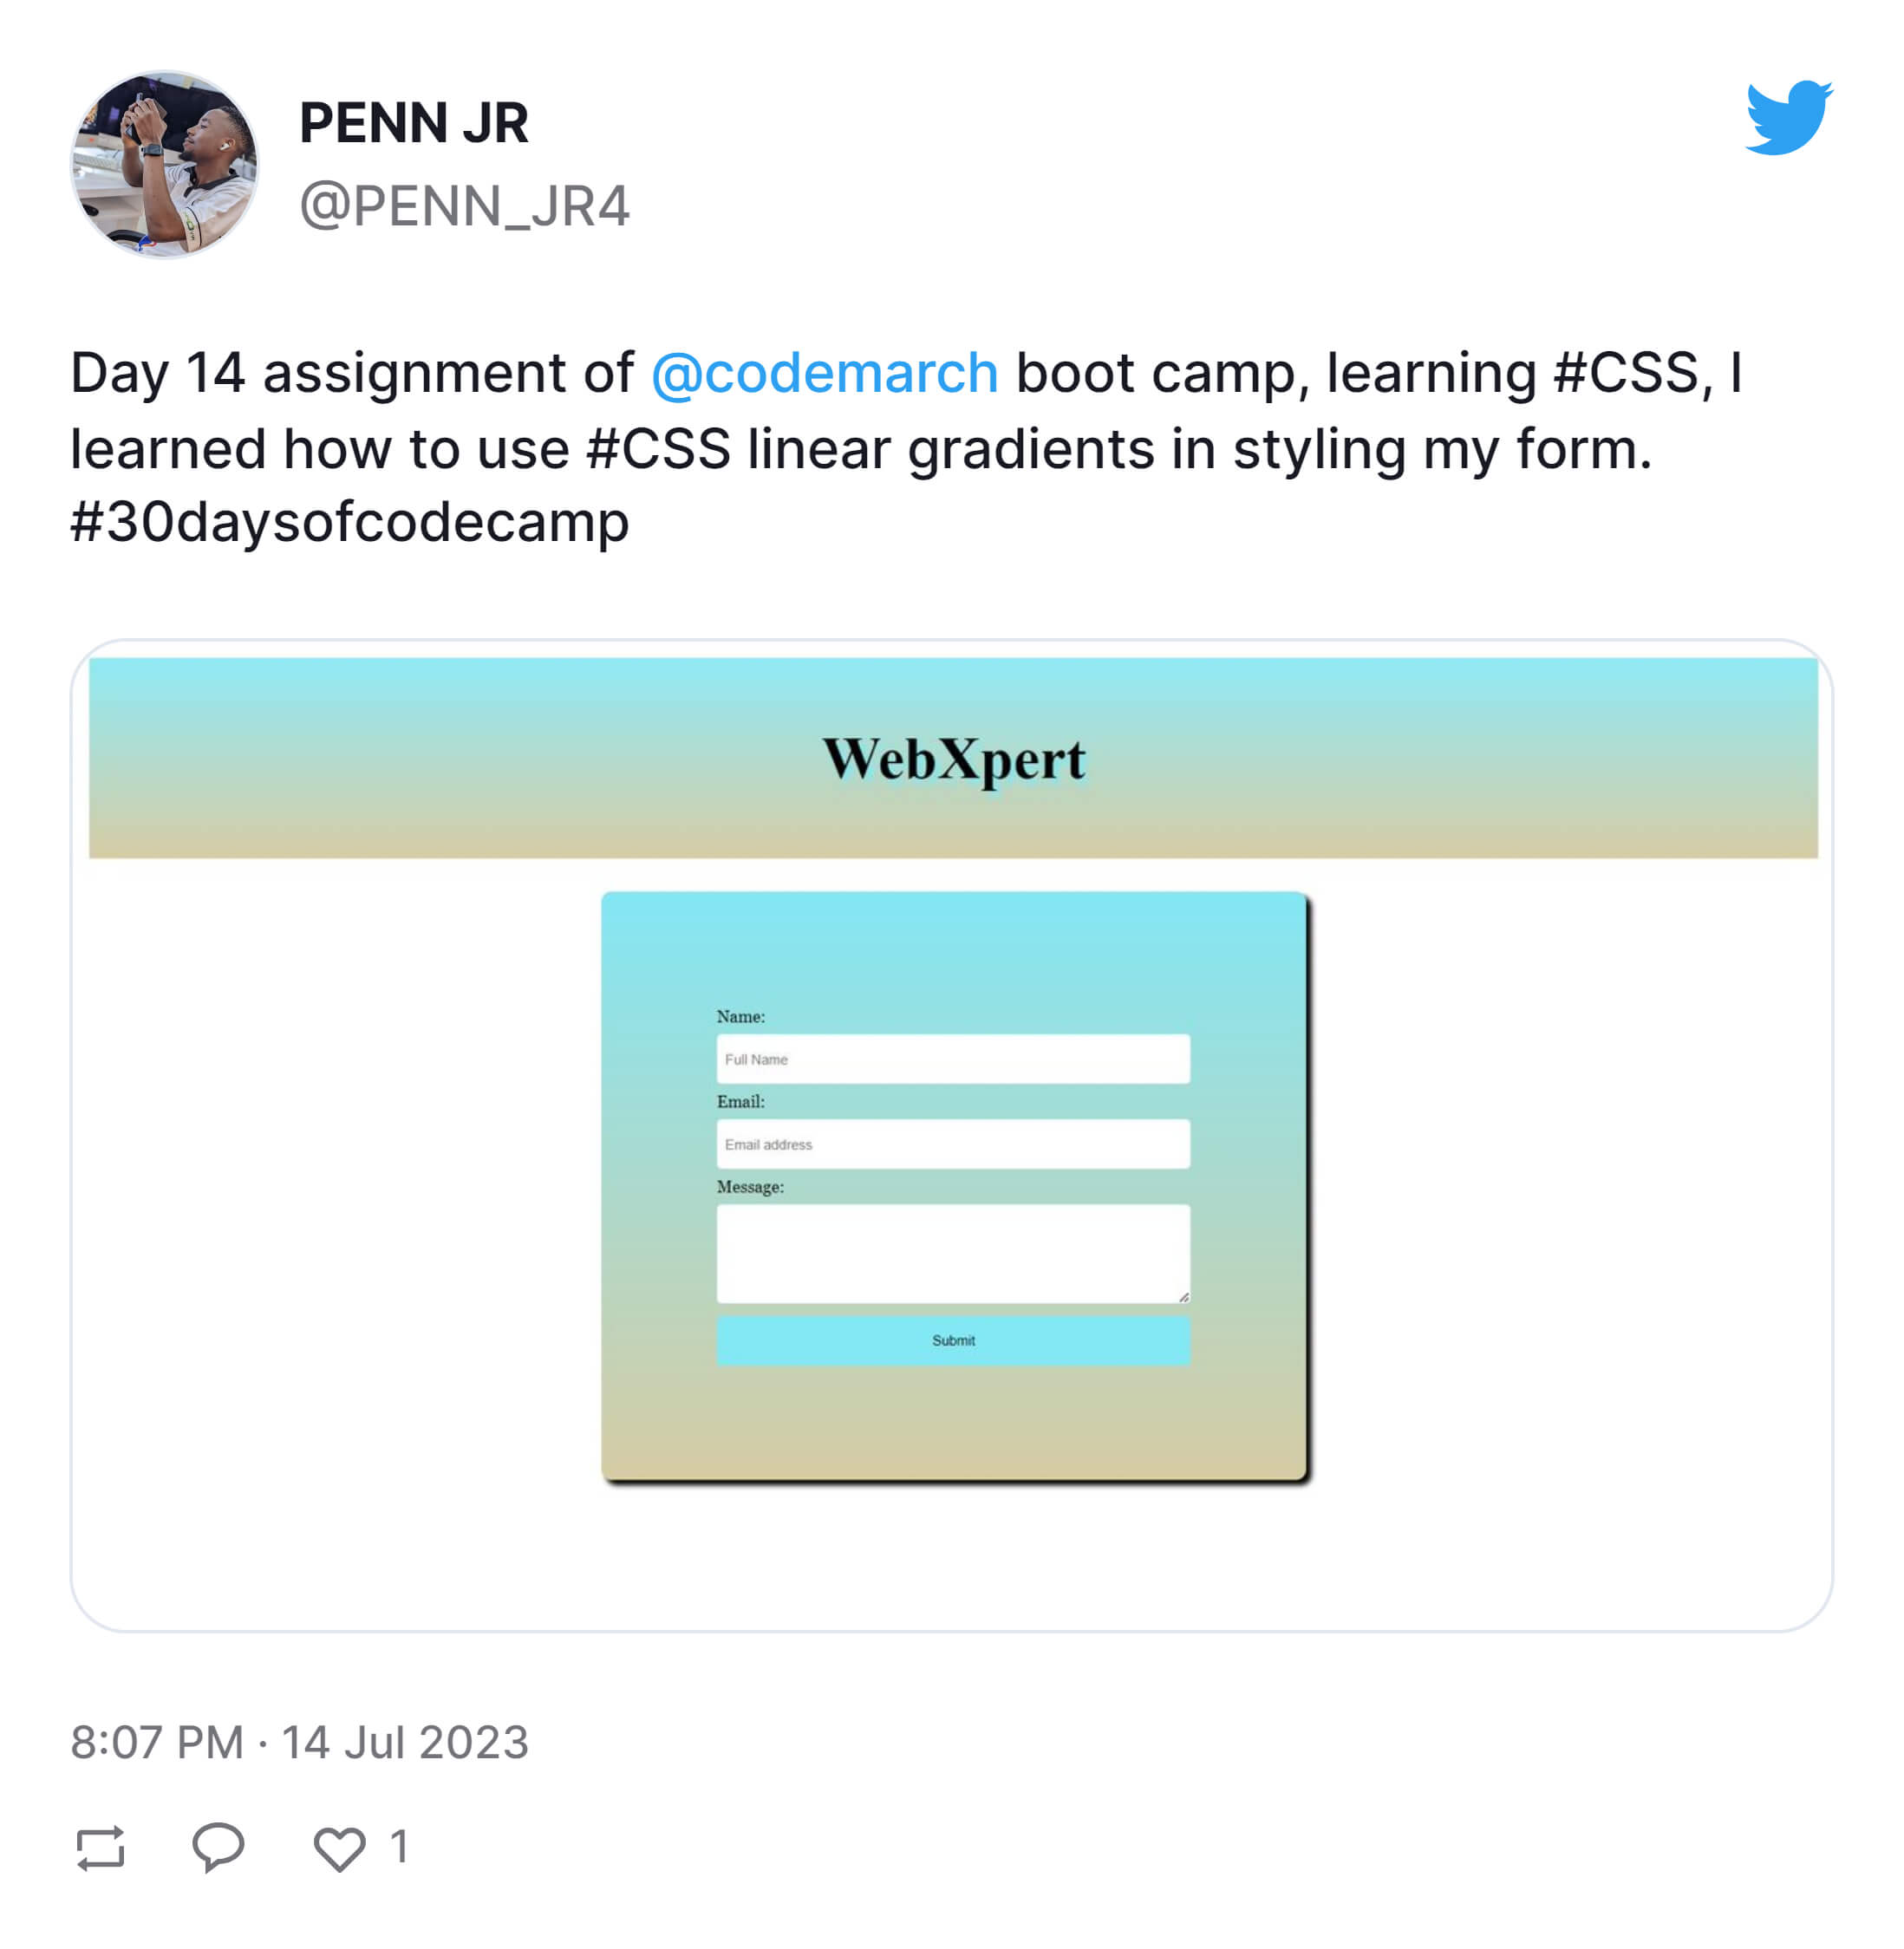 PENN JR
@PENN_JR4
Day 14 assignment of @codemarch boot camp, learning #CSS, I
learned how to use #CSS linear gradients in styling my form.
#30daysofcodecamp
WebXpert
Name:
Full Name
Email:
Email address
Message:
Submit
8:07 PM · 14 Jul 2023
1